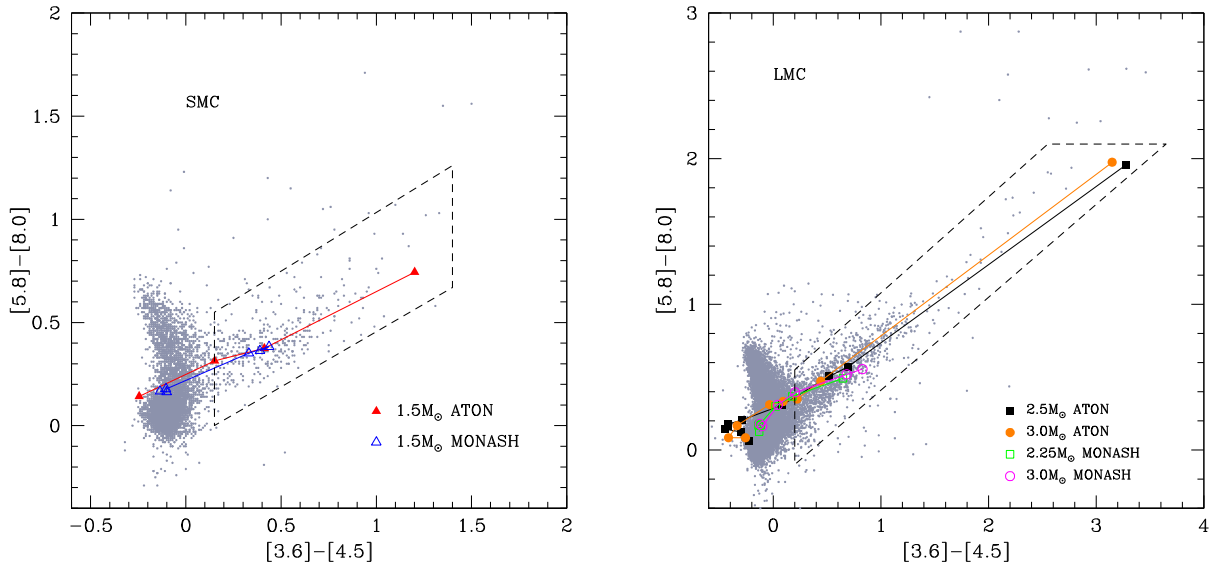 2
1.5
1
0.5
0
[5.8]−[8.0]
SMC
1.5M⊙ ATON
1.5M⊙ MONASH
−0.5 0 0.5 1 1.5 2
[3.6]−[4.5]
3
2
1
0
[5.8]−[8.0]
LMC
2.5M⊙ ATON
3.0M⊙ ATON
2.25M⊙ MONASH
3.0M⊙ MONASH
0 1 2 3 4
[3.6]−[4.5]